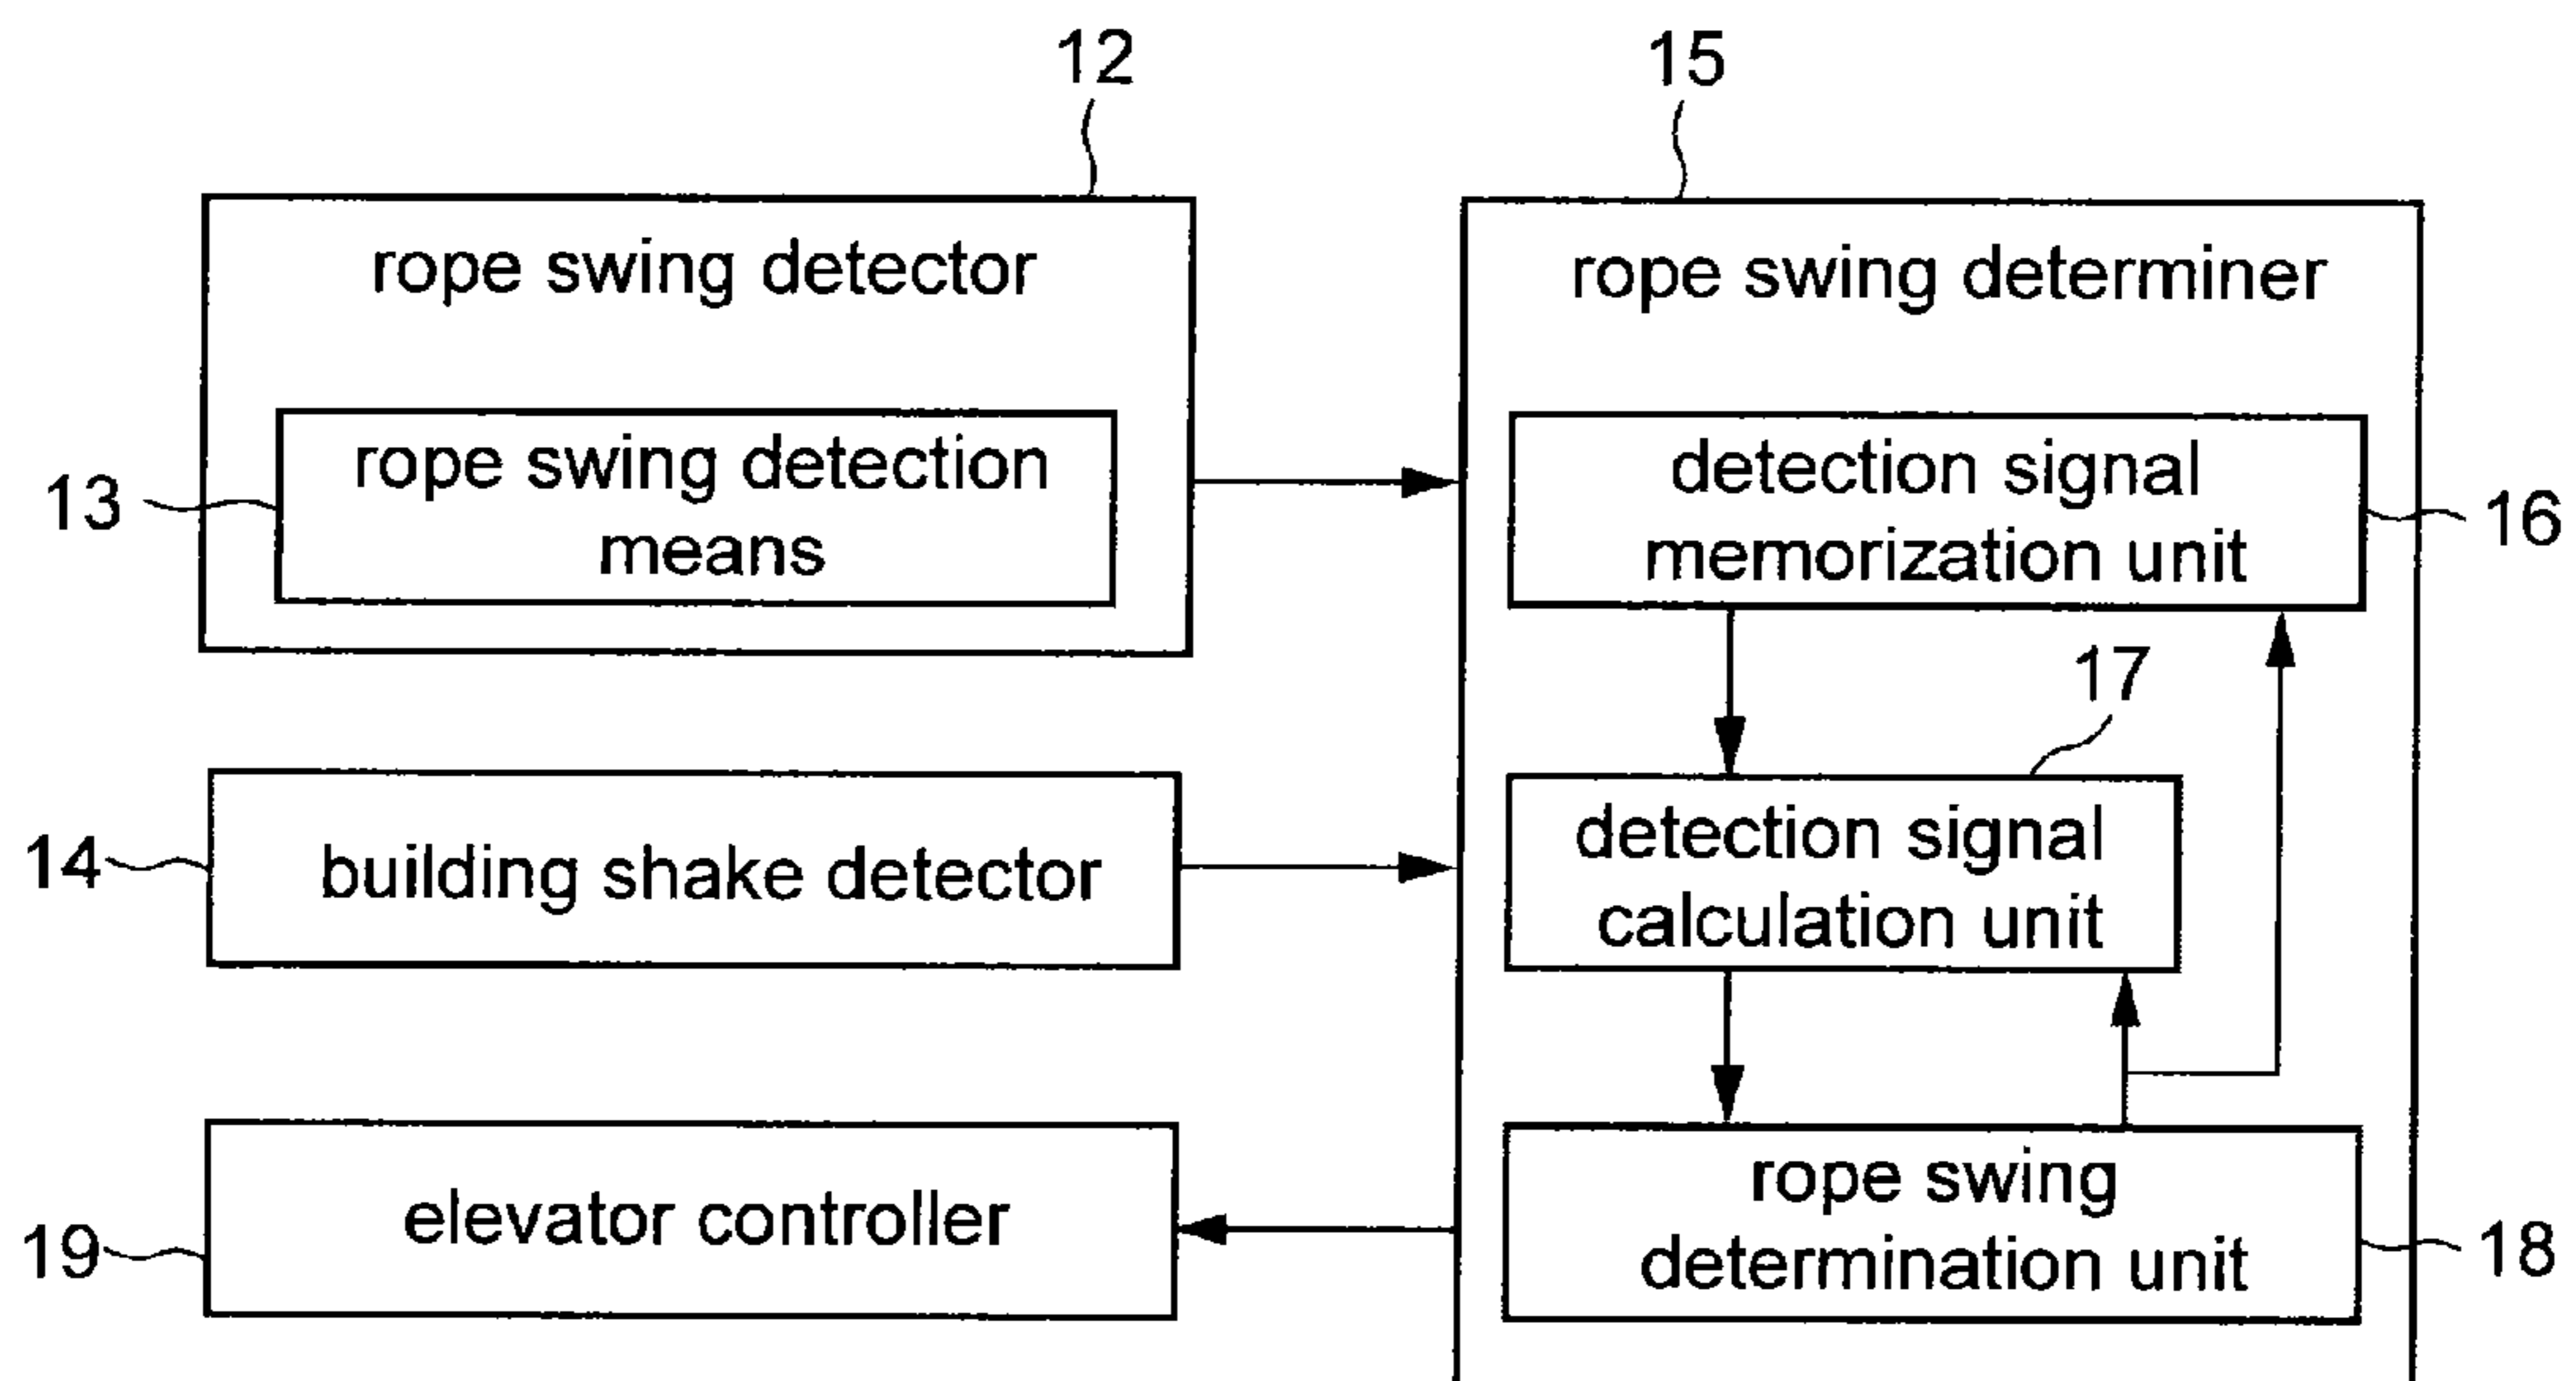 12
15
rope swing detector
rope swing determiner
13
rope swing detection
means
detection signal
memorization unit
16
17
14
building shake detector
detection signal
calculation unit
19
elevator controller
rope swing
determination unit
18